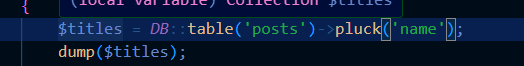 (local variable) Collection $titles
{
$titles = DB::table('posts')->pluck('name');
dump($titles);